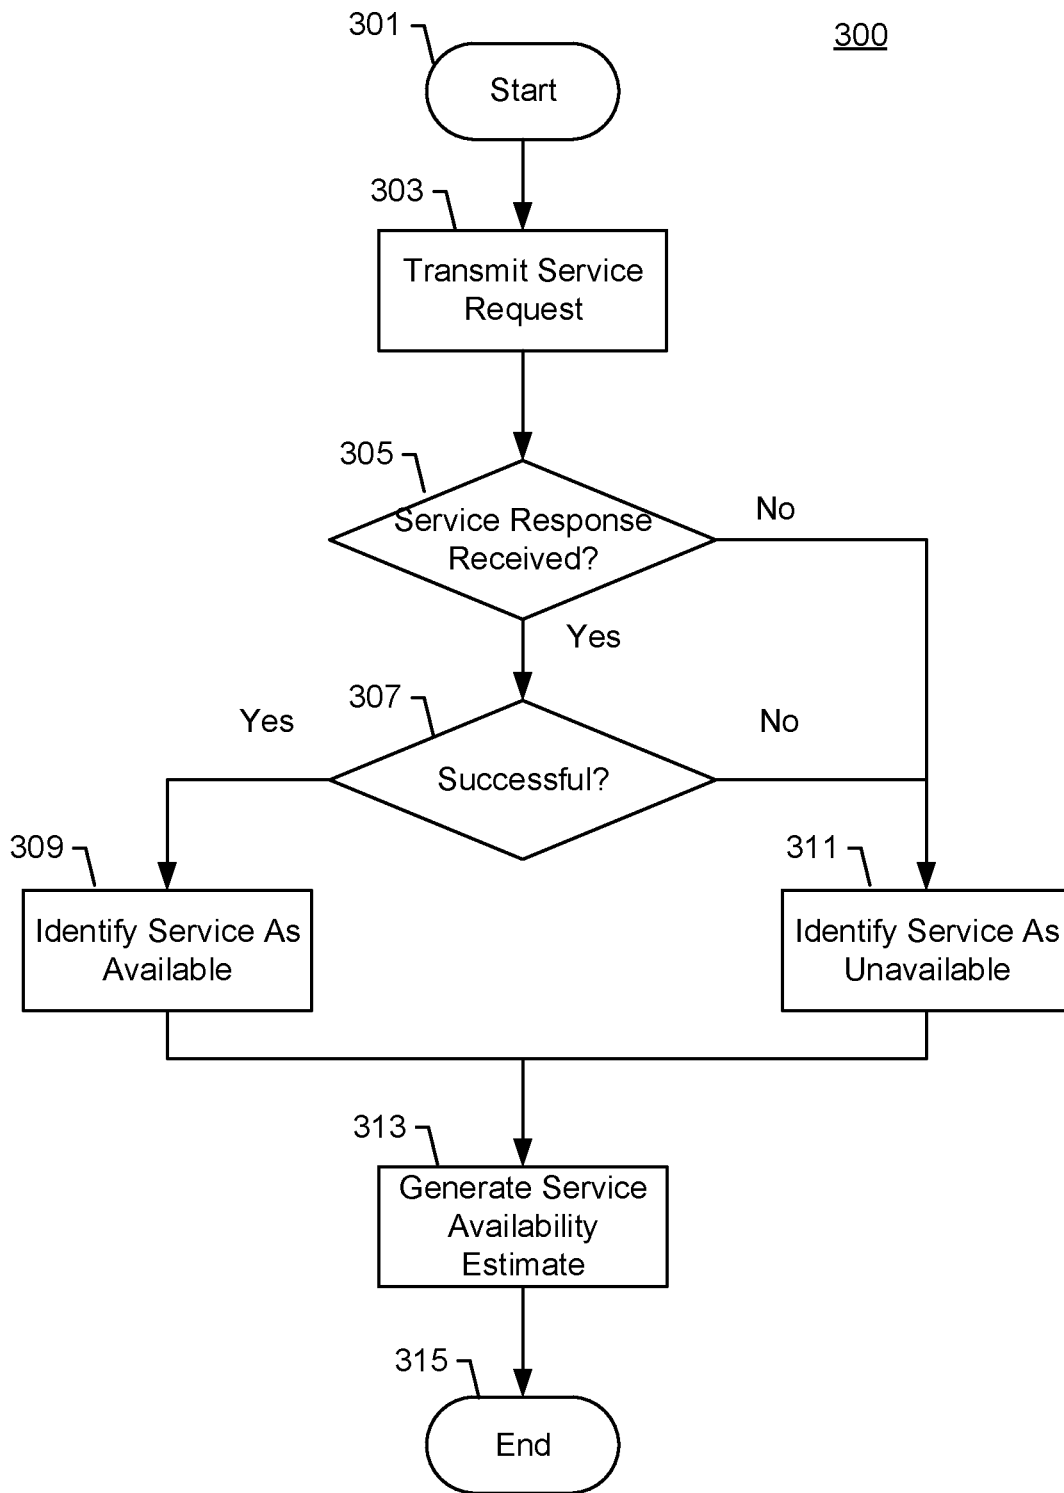 301
300
Start
303
Transmit Service
Request
305
Service Response
Received?
No
Yes
307
Yes
No
Successful?
309
311
Identify Service As
Available
Identify Service As
Unavailable
313
Generate Service
Availability
Estimate
315
End